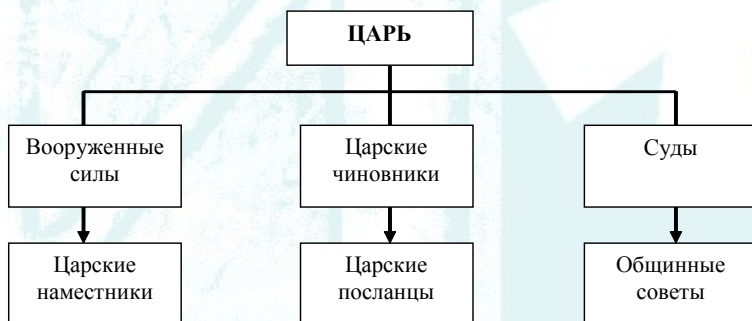 ЦАРЬ
Вооруженные
силы
Царские
чиновники
Суды
Царские
наместники
Царские
посланцы
Общинные
советы